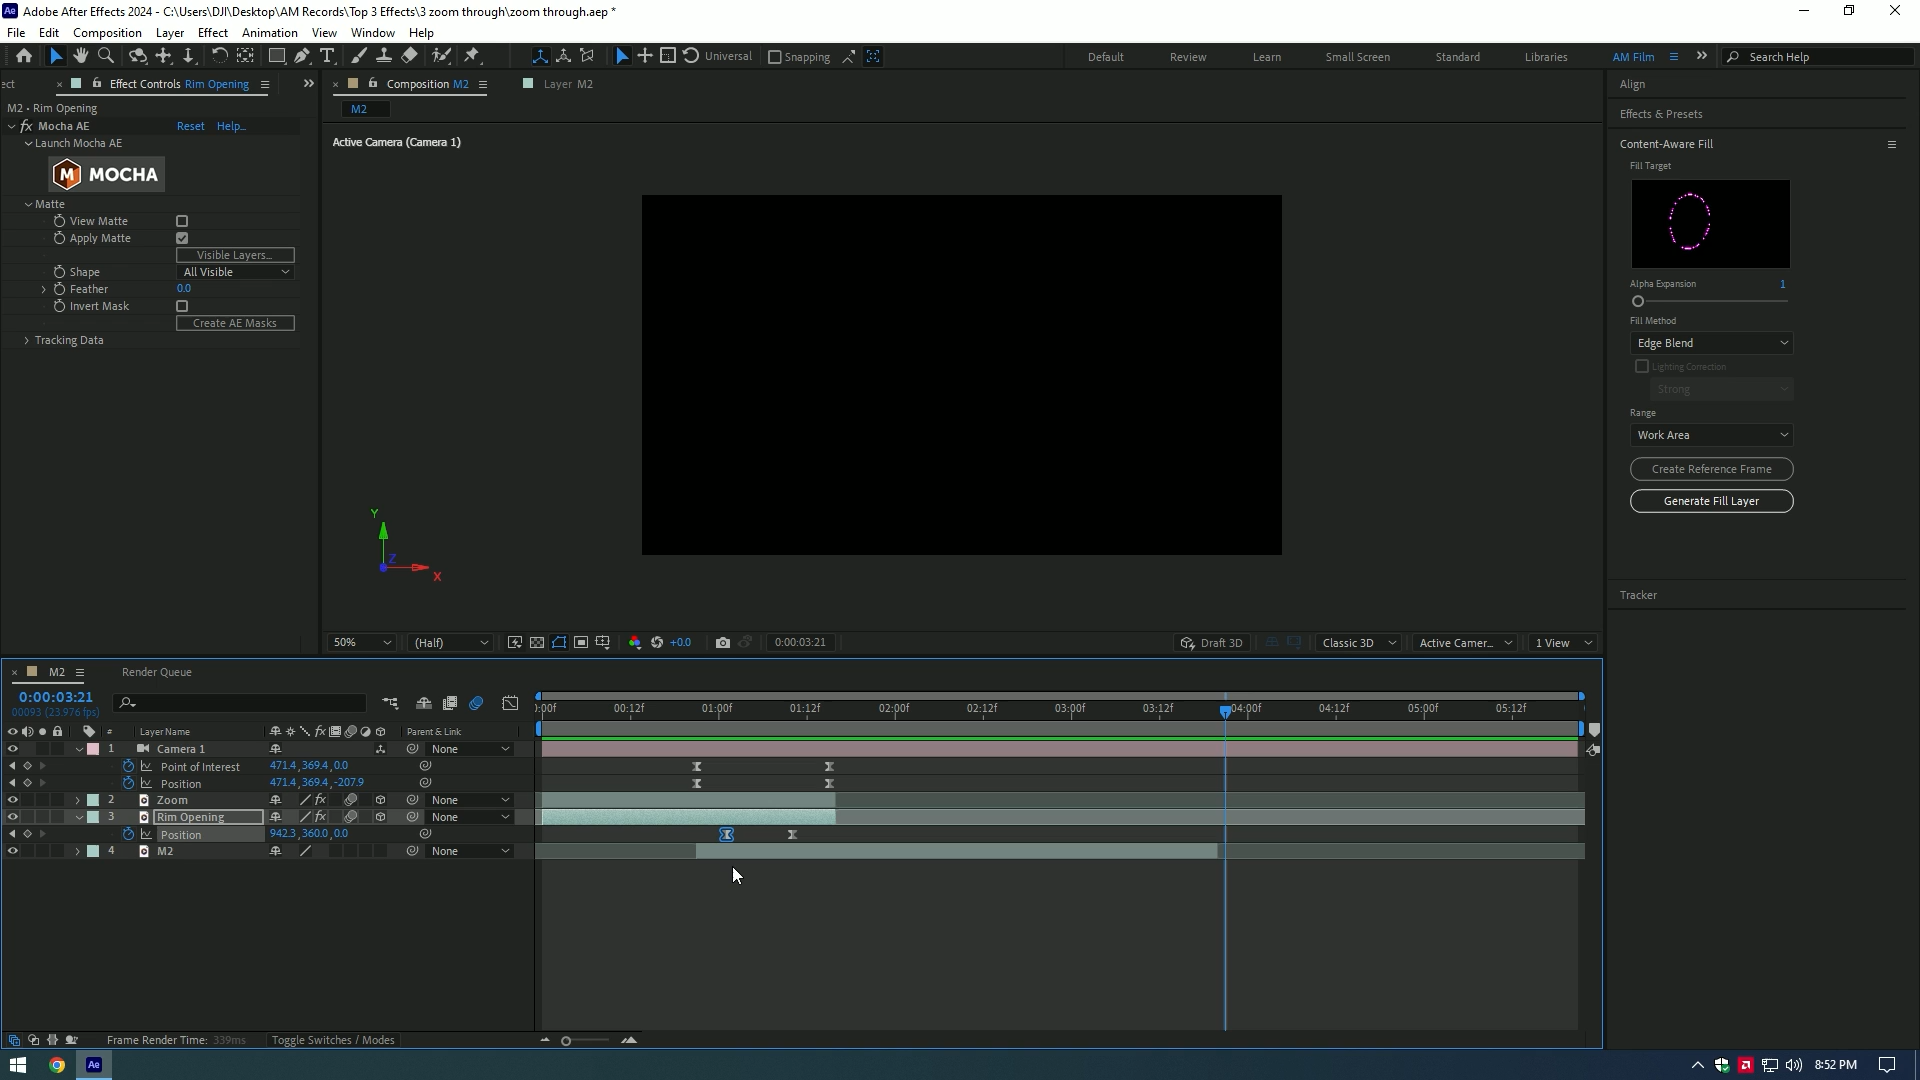 Adobe After Effects 2024 - C:\Users\DJI\Desktop\AM Records\Top 3 Effects\3 zoom through\zoom through.aep *
File Edit Composition Layer Effect Animation View Window Help
Universal Snapping Default Review Learn Small Screen Standard Libraries AM Film Search Help
ect Effect Controls Rim Opening Composition M2 Layer M2 Align
M2 • Rim Opening M2
Effects & Presets
fx Mocha AE Reset Help...
Launch Mocha AE
Active Camera (Camera 1)
Content-Aware Fill
Fill Target
M MOCHA
Matte
View Matte
Apply Matte
Visible Layers...
Shape All Visible
Feather 0.0
Invert Mask
Create AE Masks
Tracking Data
Alpha Expansion 1
Fill Method
Edge Blend
Lighting Correction
Strong
Range
Work Area
Create Reference Frame
Generate Fill Layer
Y
Z
X
Tracker
50% (Half) +0.0 0:00:03:21 Draft 3D Classic 3D Active Camer... 1 View
M2 Render Queue
0:00:03:21
00093 (23.976 fps)
):00f 00:12f 01:00f 01:12f 02:00f 02:12f 03:00f 03:12f 04:00f 04:12f 05:00f 05:12f
# Layer Name fx Parent & Link
1 Camera 1 None
Point of Interest 471.4,369.4,0.0
Position 471.4,369.4,-207.9
2 Zoom fx None
3 Rim Opening fx None
Position 942.3,360.0,0.0
4 M2 None
Frame Render Time: 339ms Toggle Switches / Modes
Ae 8:52 PM